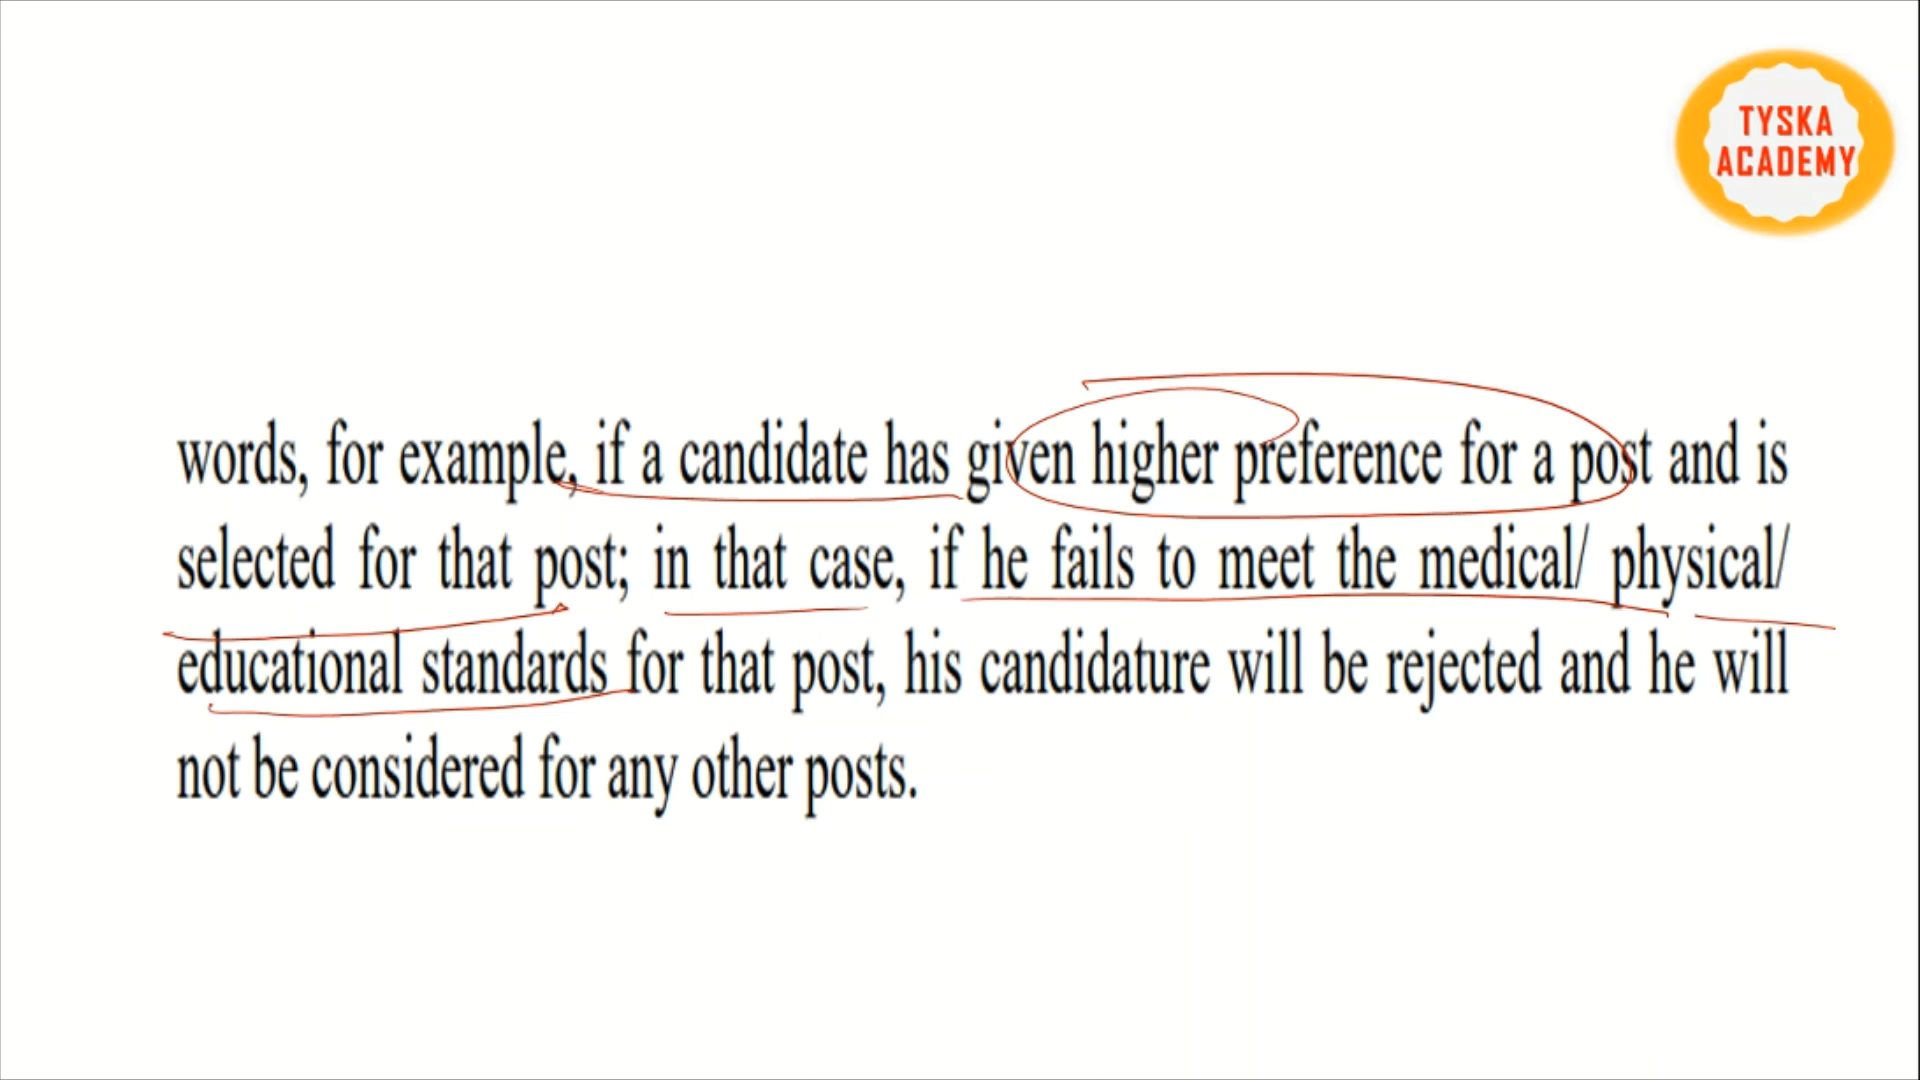 TYSKA
ACADEMY
words, for example, if a candidate has given higher preference for a post and is
selected for that post; in that case, if he fails to meet the medical/ physical/
educational standards for that post, his candidature will be rejected and he will
not be considered for any other posts.